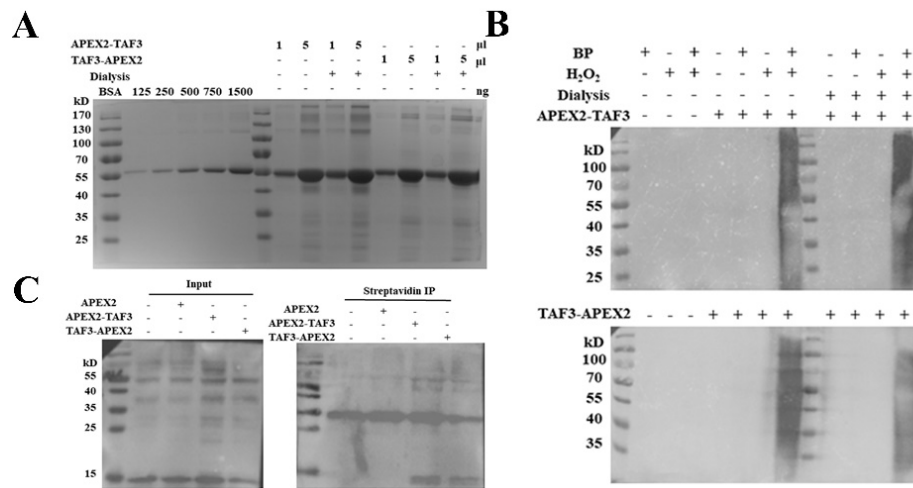 A
APEX2-TAF3 - - - - - 1 5 1 5 - - - - µl
TAF3-APEX2 - - - - - - - - - 1 5 1 5 µl
Dialysis - - - - - - - + + - - + +
BSA 125 250 500 750 1500 - - - - - - - - ng
kD
170
130
100
70
55
40
35
25
B
BP - + - + - + - + - + - +
H₂O₂ - - + + - - + + - - + +
Dialysis - - - - - - - - + + + +
APEX2-TAF3 - - - - + + + + + + + +
kD
100
70
55
40
35
25
TAF3-APEX2 - - - - + + + + + + + +
kD
100
70
55
40
35
C
Input
APEX2 - + - -
APEX2-TAF3 - - + -
TAF3-APEX2 - - - +
kD
55
40
35
25
15
Streptavidin IP
APEX2 - + - -
APEX2-TAF3 - - + -
TAF3-APEX2 - - - +